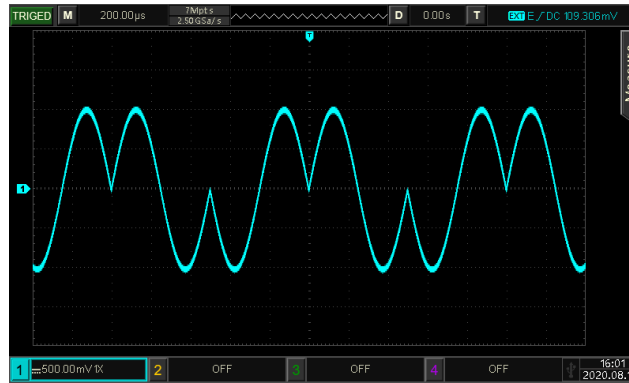 TRIGED M 200.00μs 7Mpts D 0.00s T EXT E DC 109.306mV
2.50GSa/s
T
1
1 500.00mV 1X 2 OFF 3 OFF 4 OFF 16:01
2020.08.